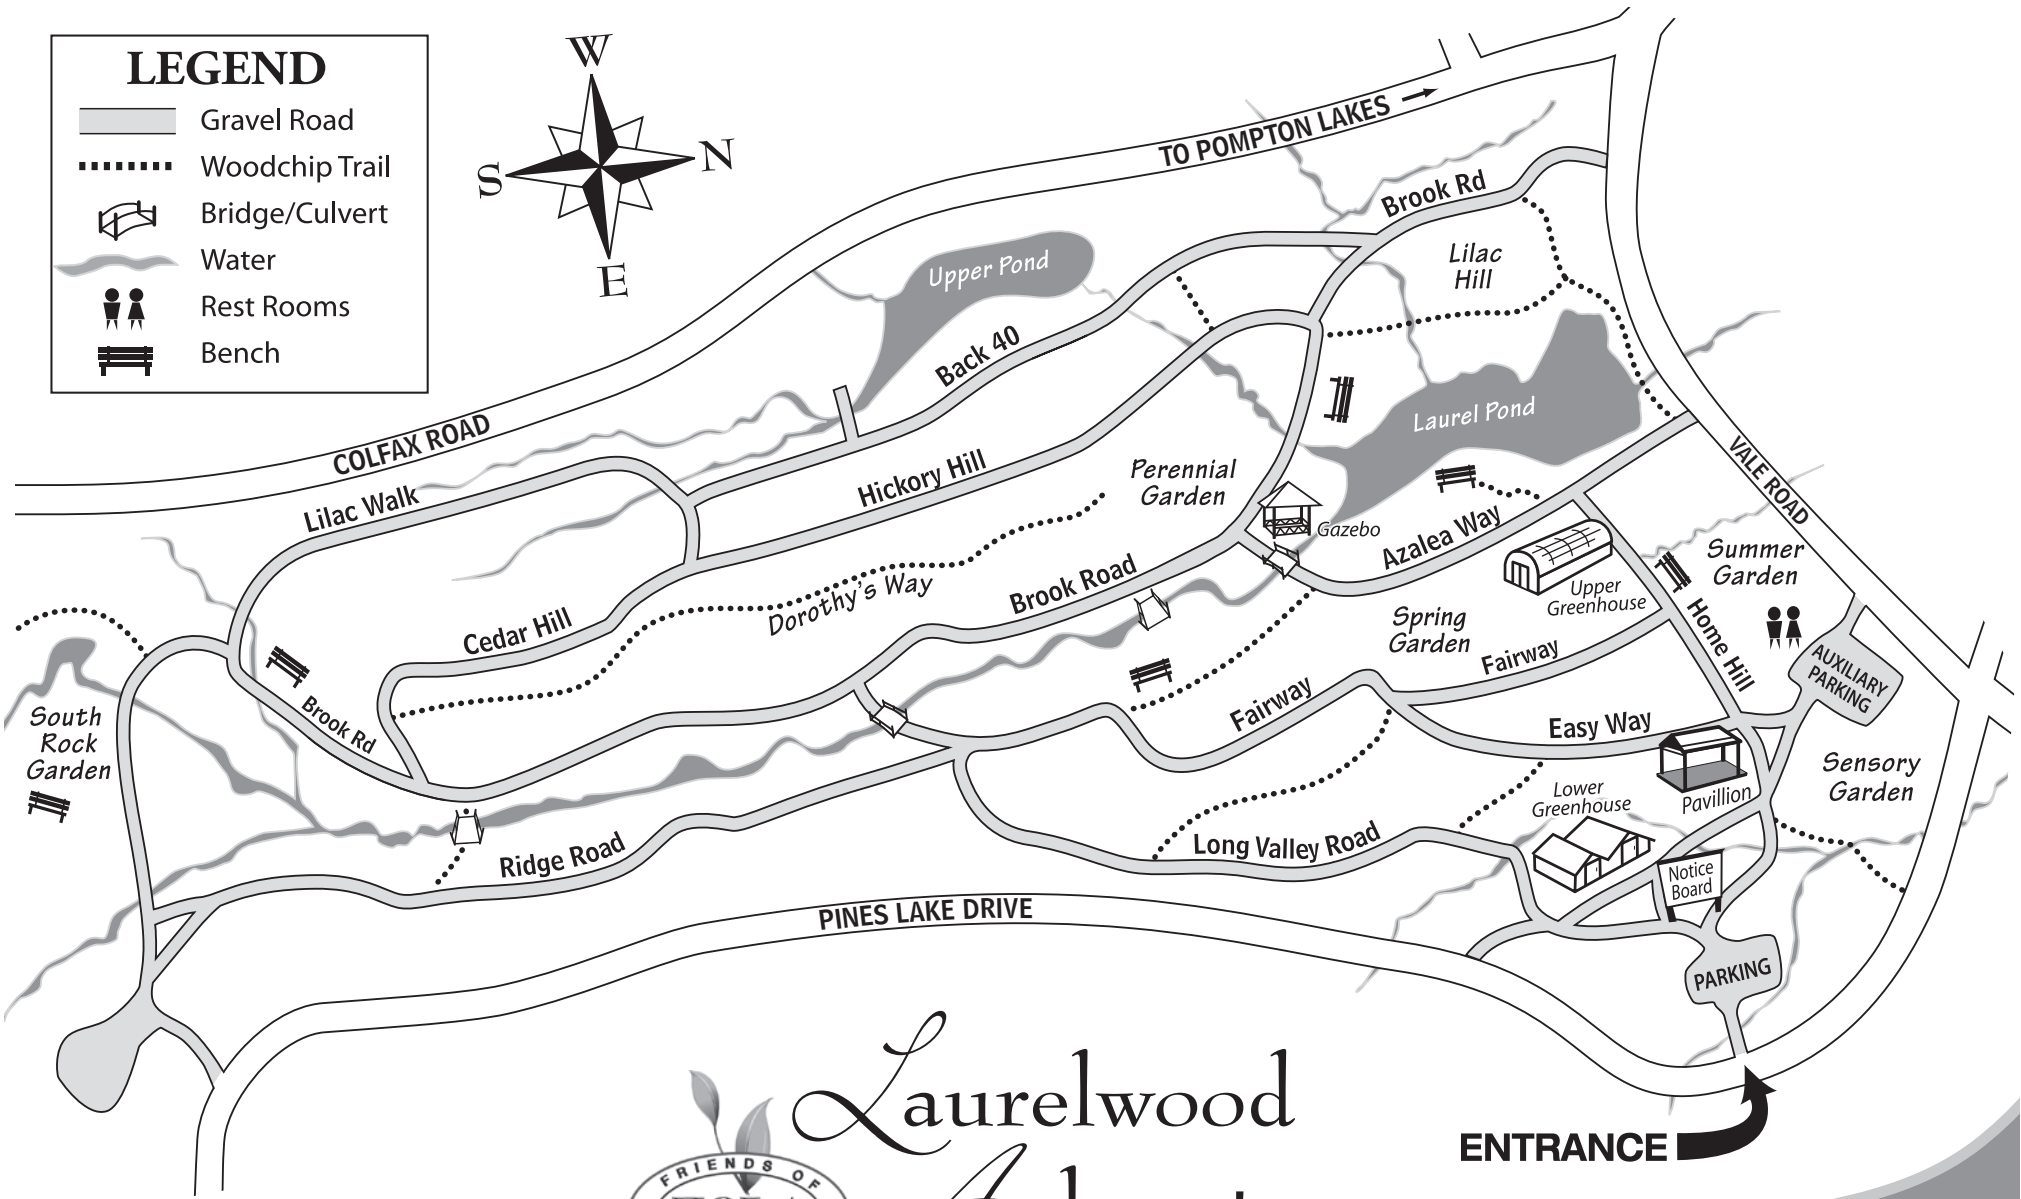 LEGEND
Gravel Road
Woodchip Trail
Bridge/Culvert
Water
Rest Rooms
Bench
W
S
N
E
TO POMPTON LAKES
COLFAX ROAD
Brook Rd
Lilac
Hill
Upper Pond
Back 40
Laurel Pond
VALE ROAD
Lilac Walk
Hickory Hill
Perennial
Garden
Gazebo
Azalea Way
Upper
Greenhouse
Summer
Garden
Cedar Hill
Dorothy's Way
Brook Road
Spring
Garden
Fairway
Home Hill
AUXILIARY
PARKING
South
Rock
Garden
Brook Rd
Fairway
Easy Way
Pavillion
Sensory
Garden
Lower
Greenhouse
Ridge Road
Long Valley Road
Notice
Board
PINES LAKE DRIVE
PARKING
Laurelwood
ENTRANCE
FRIENDS OF